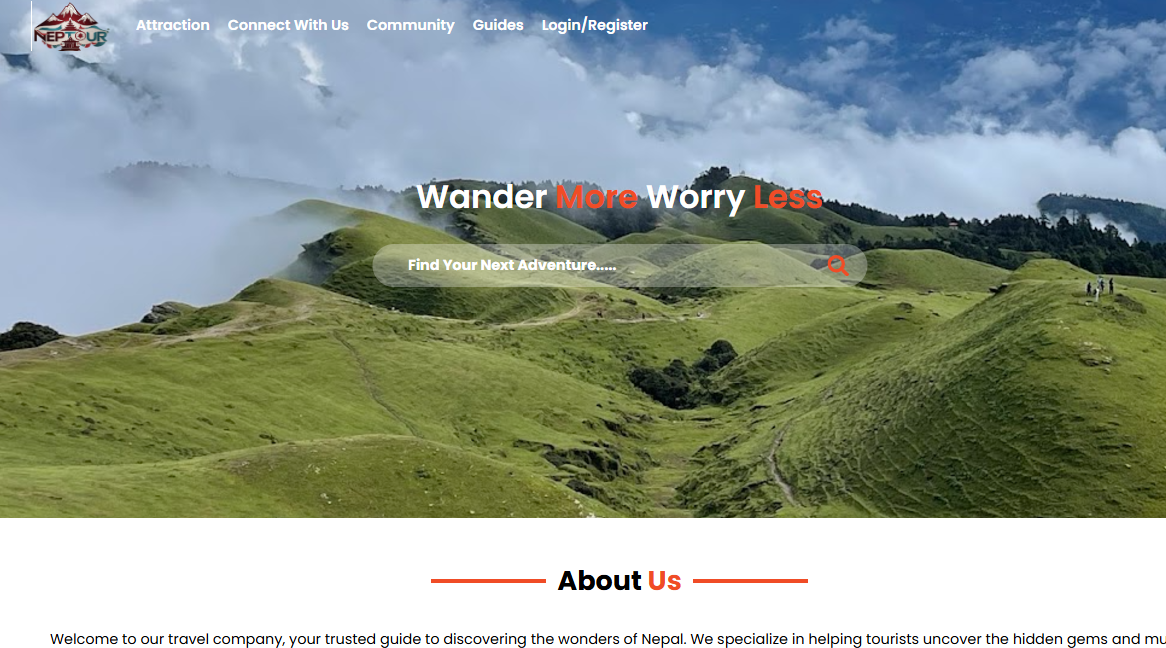 NEPTOUR
Attraction Connect With Us Community Guides Login/Register
Wander More Worry Less
Find Your Next Adventure.....
About Us
Welcome to our travel company, your trusted guide to discovering the wonders of Nepal. We specialize in helping tourists uncover the hidden gems and mu